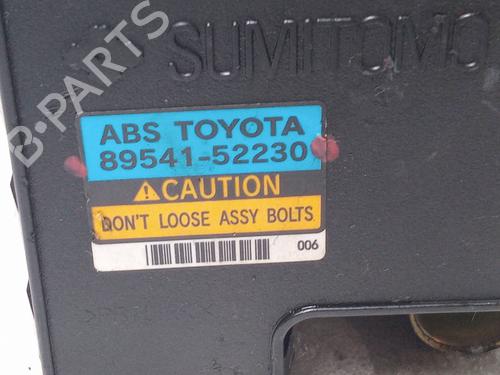 SUMITOMO
B-PARTS
ABS TOYOTA
89541-52230
CAUTION
DON'T LOOSE ASSY BOLTS
006